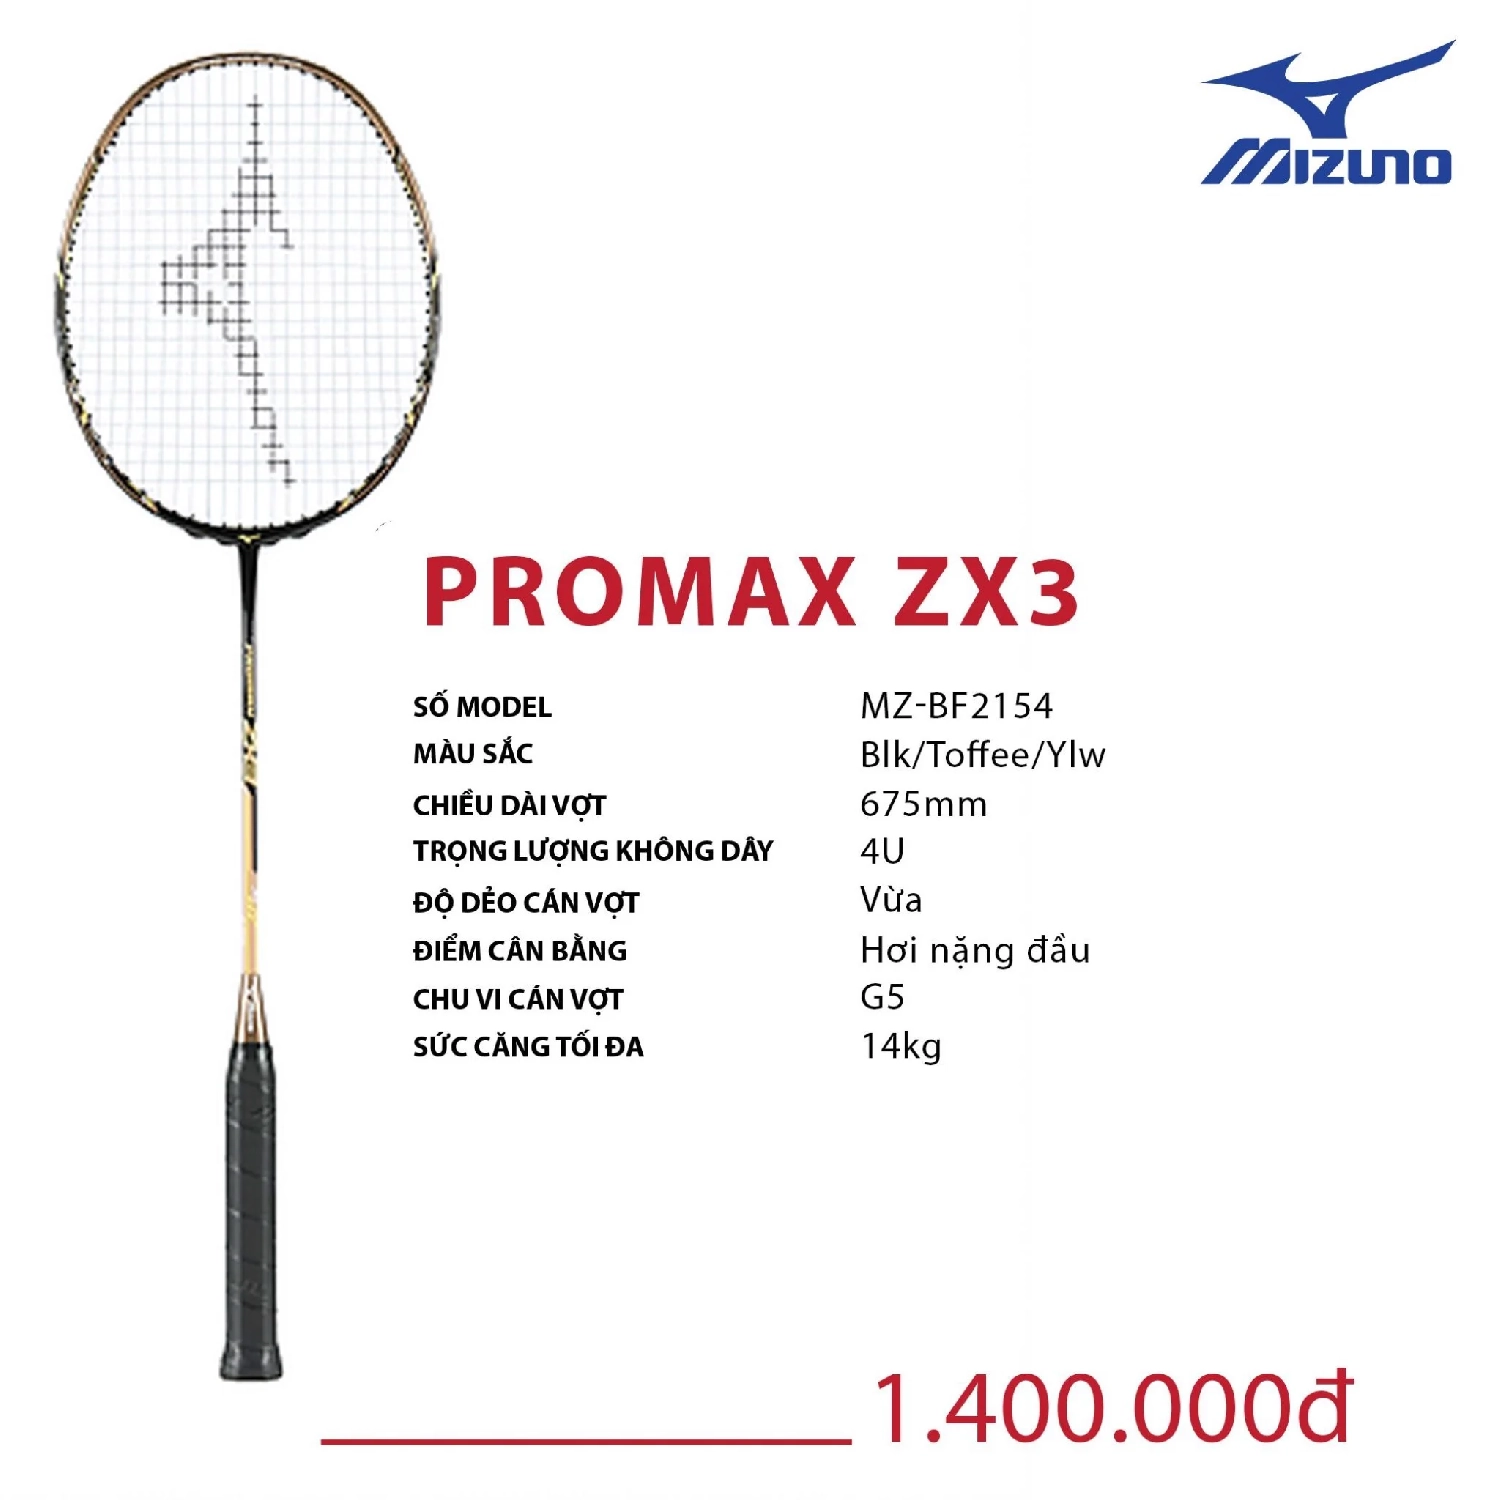 MIZUNO
PROMAX ZX3
SỐ MODEL MZ-BF2154
MÀU SẮC Blk/Toffee/Ylw
CHIỀU DÀI VỢT 675mm
TRỌNG LƯỢNG KHÔNG DÂY 4U
ĐỘ DẺO CÁN VỢT Vừa
ĐIỂM CÂN BẰNG Hơi nặng đầu
CHU VI CÁN VỢT G5
SỨC CĂNG TỐI ĐA 14kg
1.400.000đ